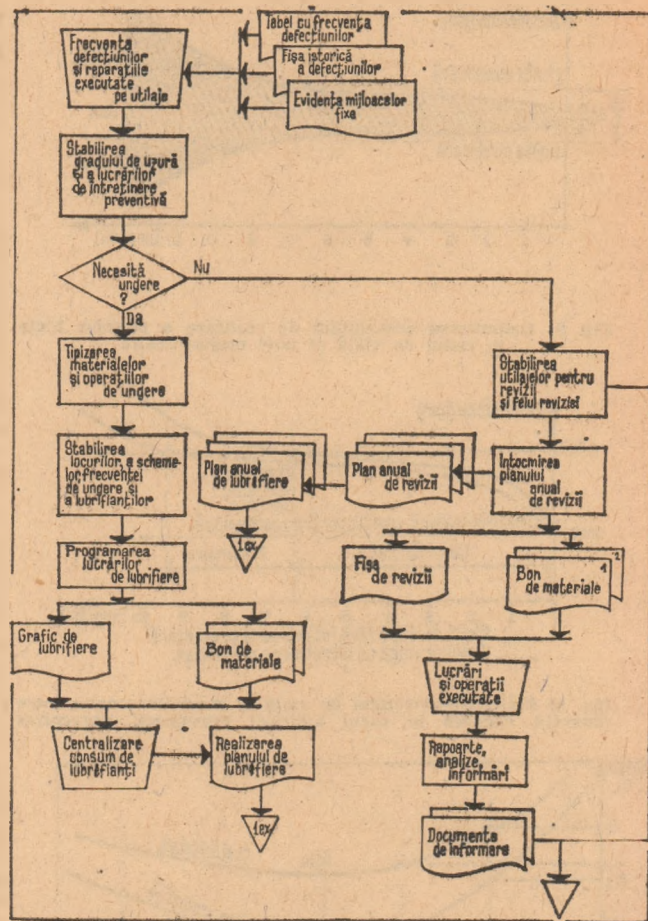 Tabel cu frecvența
defecțiunilor
Fișa istorică
a defecțiunilor
Evidența mijloacelor
fixe
Frecvența
defecțiunilor
și reparațiile
executate
pe utilaje
Stabilirea
gradului de uzură
și a lucrărilor
de întreținere
preventivă
Necesită
ungere
?
Nu
Da
Tipizarea
materialelor
și operațiilor
de ungere
Stabilirea
utilajelor pentru
revizii
și felul reviziei
Stabilirea
locurilor, a scheme-
lor, frecvenței
de ungere și
a lubrifianților
Plan anual
de lubrifiere
Plan anual
de revizii
Intocmirea
planului
anual
de revizii
1ex
Programarea
lucrărilor
de lubrifiere
Fișa
de revizii
Bon
de materiale
1
2
Grafic de
lubrifiere
Bon de
materiale
Lucrări
și operații
executate
Centralizare
consum de
lubrifianți
Realizarea
planului de
lubrifiere
Rapoarte,
analize,
informări
1ex
Documente
de informare